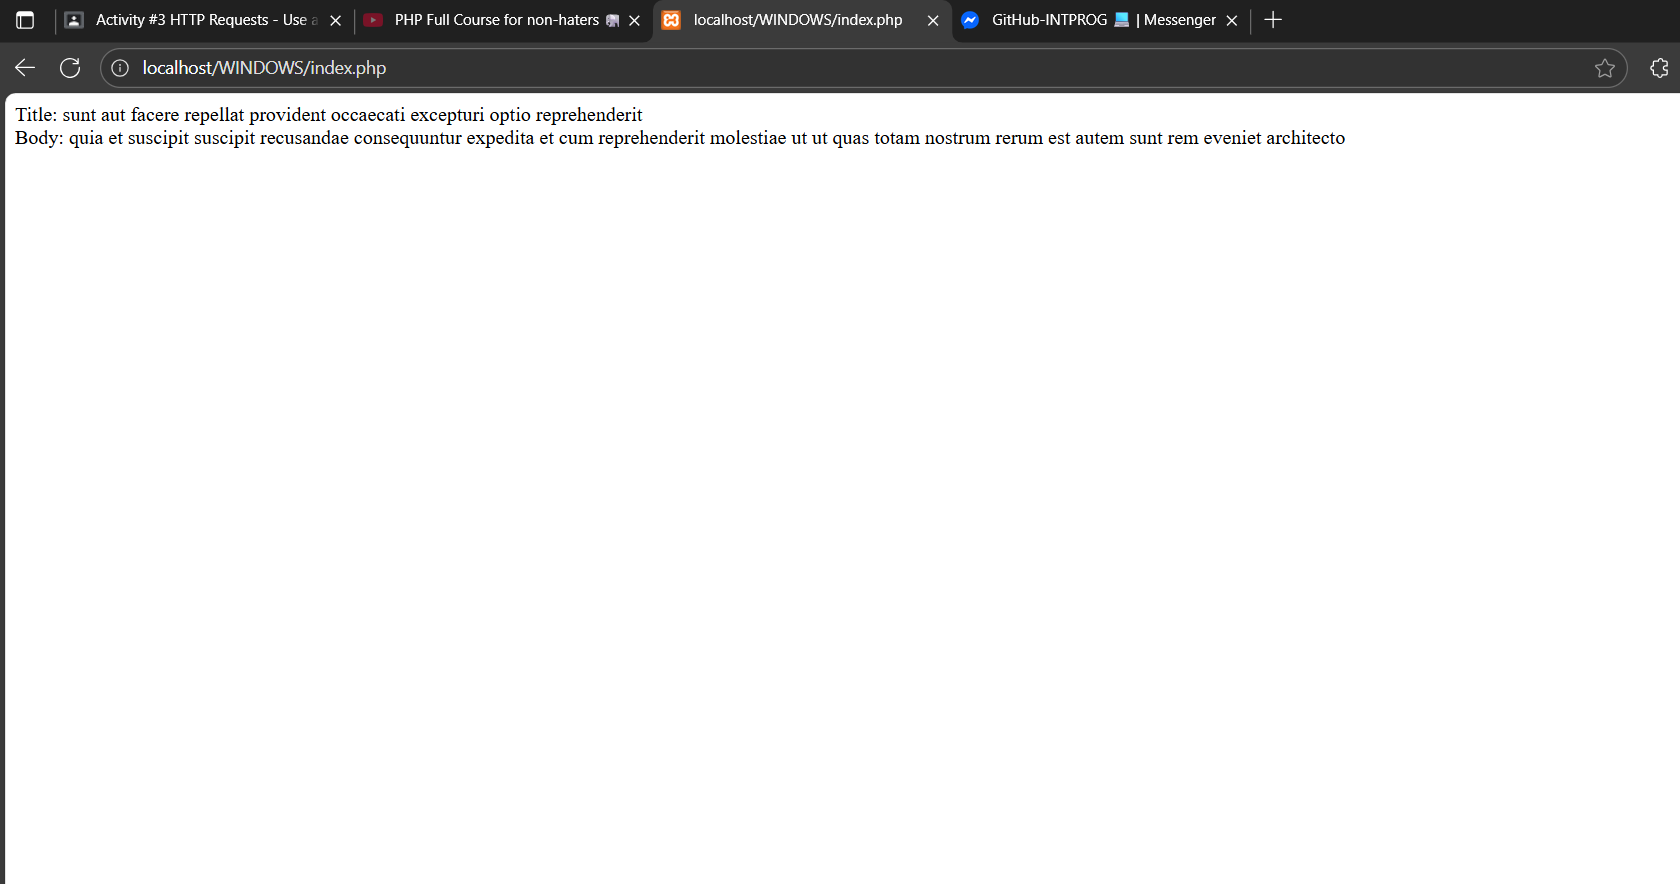 Activity #3 HTTP Requests - Use a
PHP Full Course for non-haters 🐘
localhost/WINDOWS/index.php
GitHub-INTPROG 💻 | Messenger
localhost/WINDOWS/index.php
Title: sunt aut facere repellat provident occaecati excepturi optio reprehenderit
Body: quia et suscipit suscipit recusandae consequuntur expedita et cum reprehenderit molestiae ut ut quas totam nostrum rerum est autem sunt rem eveniet architecto